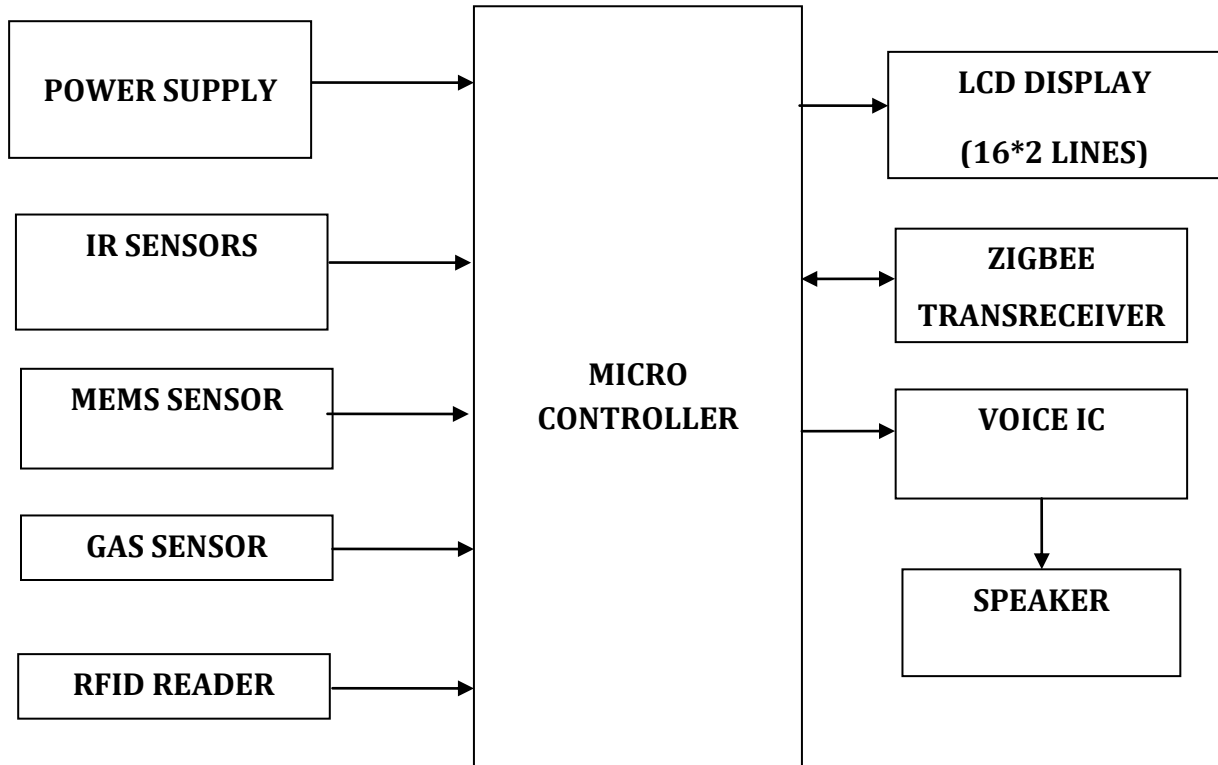 POWER SUPPLY
IR SENSORS
MEMS SENSOR
GAS SENSOR
RFID READER
MICRO
CONTROLLER
LCD DISPLAY
(16*2 LINES)
ZIGBEE
TRANSRECEIVER
VOICE IC
SPEAKER